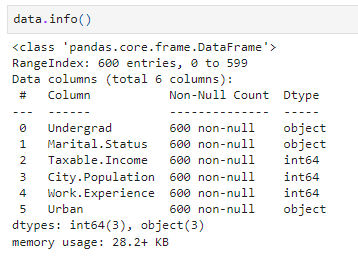 data.info()
<class 'pandas.core.frame.DataFrame'>
RangeIndex: 600 entries, 0 to 599
Data columns (total 6 columns):
 #   Column           Non-Null Count  Dtype
---  ------           --------------  -----
 0   Undergrad        600 non-null    object
 1   Marital.Status   600 non-null    object
 2   Taxable.Income   600 non-null    int64
 3   City.Population  600 non-null    int64
 4   Work.Experience  600 non-null    int64
 5   Urban            600 non-null    object
dtypes: int64(3), object(3)
memory usage: 28.2+ KB